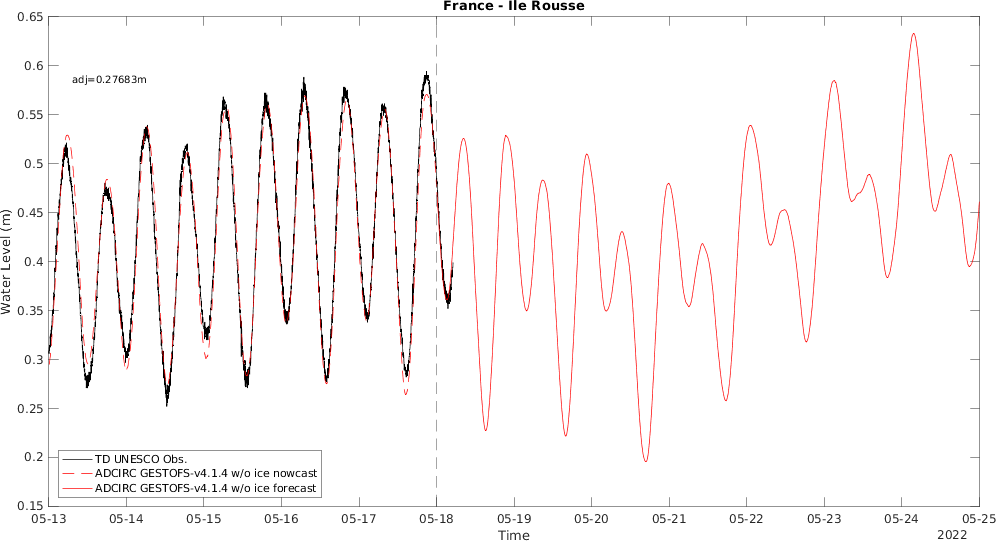 France - Ile Rousse
0.65
0.6
0.55
0.5
0.45
0.4
0.35
0.3
0.25
0.2
0.15
Water Level (m)
adj=0.27683m
TD UNESCO Obs.
ADCIRC GESTOFS-v4.1.4 w/o ice nowcast
ADCIRC GESTOFS-v4.1.4 w/o ice forecast
05-13 05-14 05-15 05-16 05-17 05-18 05-19 05-20 05-21 05-22 05-23 05-24 05-25
Time
2022